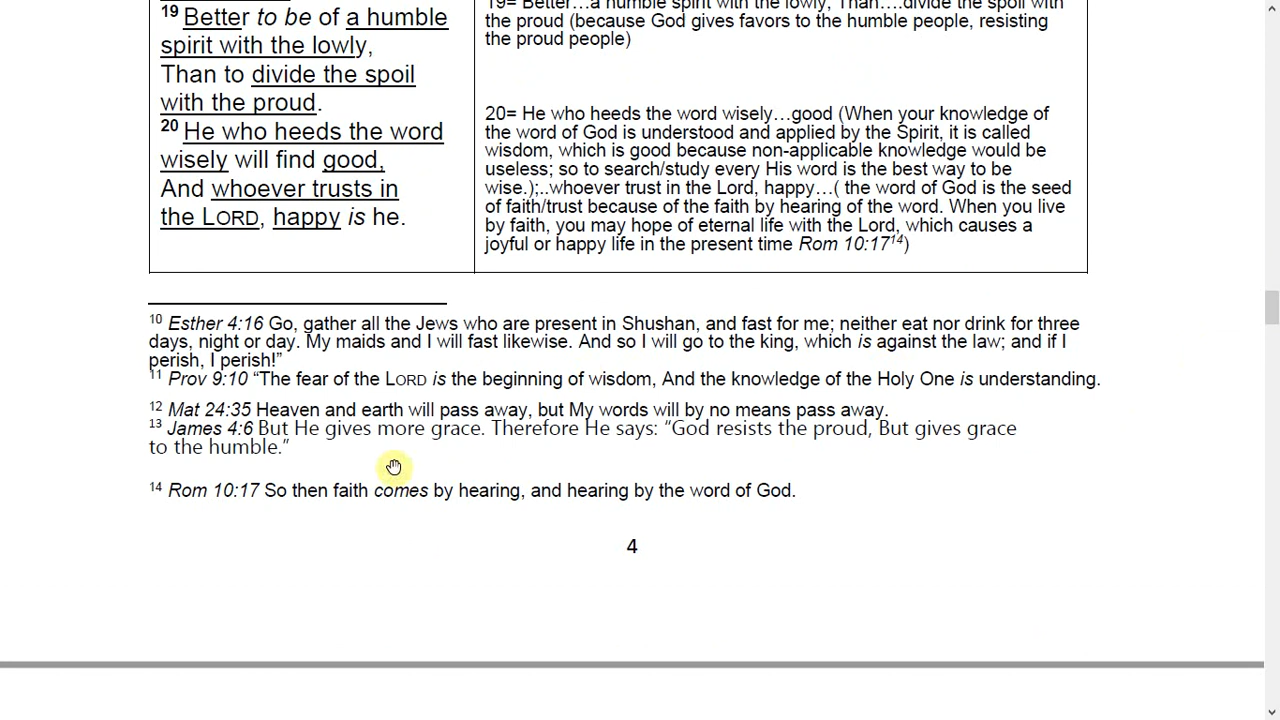 19 Better to be of a humble
spirit with the lowly,
Than to divide the spoil
with the proud.
20 He who heeds the word
wisely will find good,
And whoever trusts in
the LORD, happy is he.
19= Better…a humble spirit with the lowly, Than….divide the spoil with
the proud (because God gives favors to the humble people, resisting
the proud people)
20= He who heeds the word wisely…good (When your knowledge of
the word of God is understood and applied by the Spirit, it is called
wisdom, which is good because non-applicable knowledge would be
useless; so to search/study every His word is the best way to be
wise.);..whoever trust in the Lord, happy…( the word of God is the seed
of faith/trust because of the faith by hearing of the word. When you live
by faith, you may hope of eternal life with the Lord, which causes a
joyful or happy life in the present time Rom 10:1714)
10 Esther 4:16 Go, gather all the Jews who are present in Shushan, and fast for me; neither eat nor drink for three
days, night or day. My maids and I will fast likewise. And so I will go to the king, which is against the law; and if I
perish, I perish!”
11 Prov 9:10 “The fear of the LORD is the beginning of wisdom, And the knowledge of the Holy One is understanding.
12 Mat 24:35 Heaven and earth will pass away, but My words will by no means pass away.
13 James 4:6 But He gives more grace. Therefore He says: “God resists the proud, But gives grace
to the humble.”
14 Rom 10:17 So then faith comes by hearing, and hearing by the word of God.
4